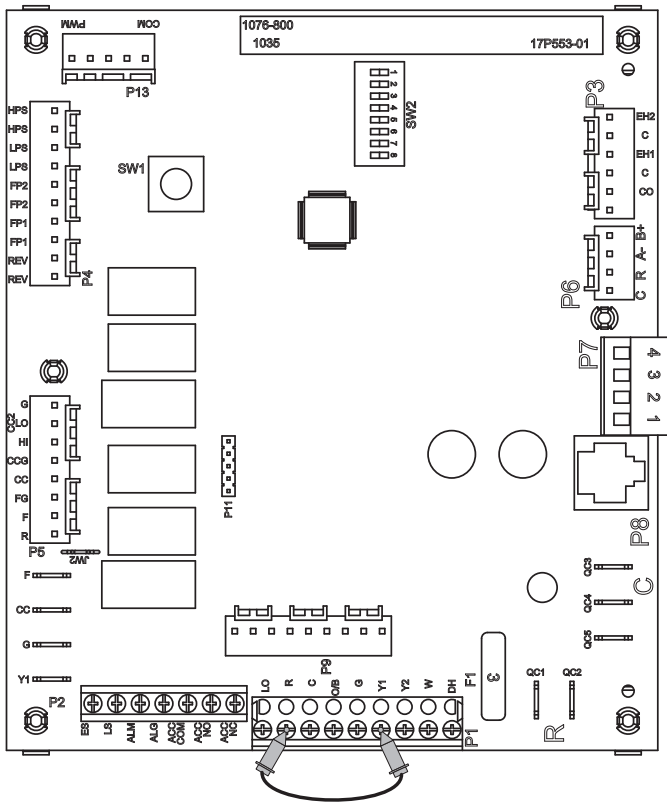 PWM COM
P13
1076-800
1035 17P553-01
1
2
3
4
5
6
7
8
SW2
SW1
HPS
HPS
LPS
LPS
FP2
FP2
FP1
FP1
REV
REV
P4
P3
EH2
C
EH1
C
CO
P6
B+
A-
R
C
P7
4
3
2
1
P8
G
CC2
LO
HI
CCG
CC
FG
F
R
P5
JW2
P11
F
CC
G
Y1
P2
ES
LS
ALM
ALG
ACC COM
ACC NO
ACC NC
P9
LO
R
C
O/B
G
Y1
Y2
W
DH
P1
F1
3
QC3
QC4
QC5
C
QC1
QC2
R